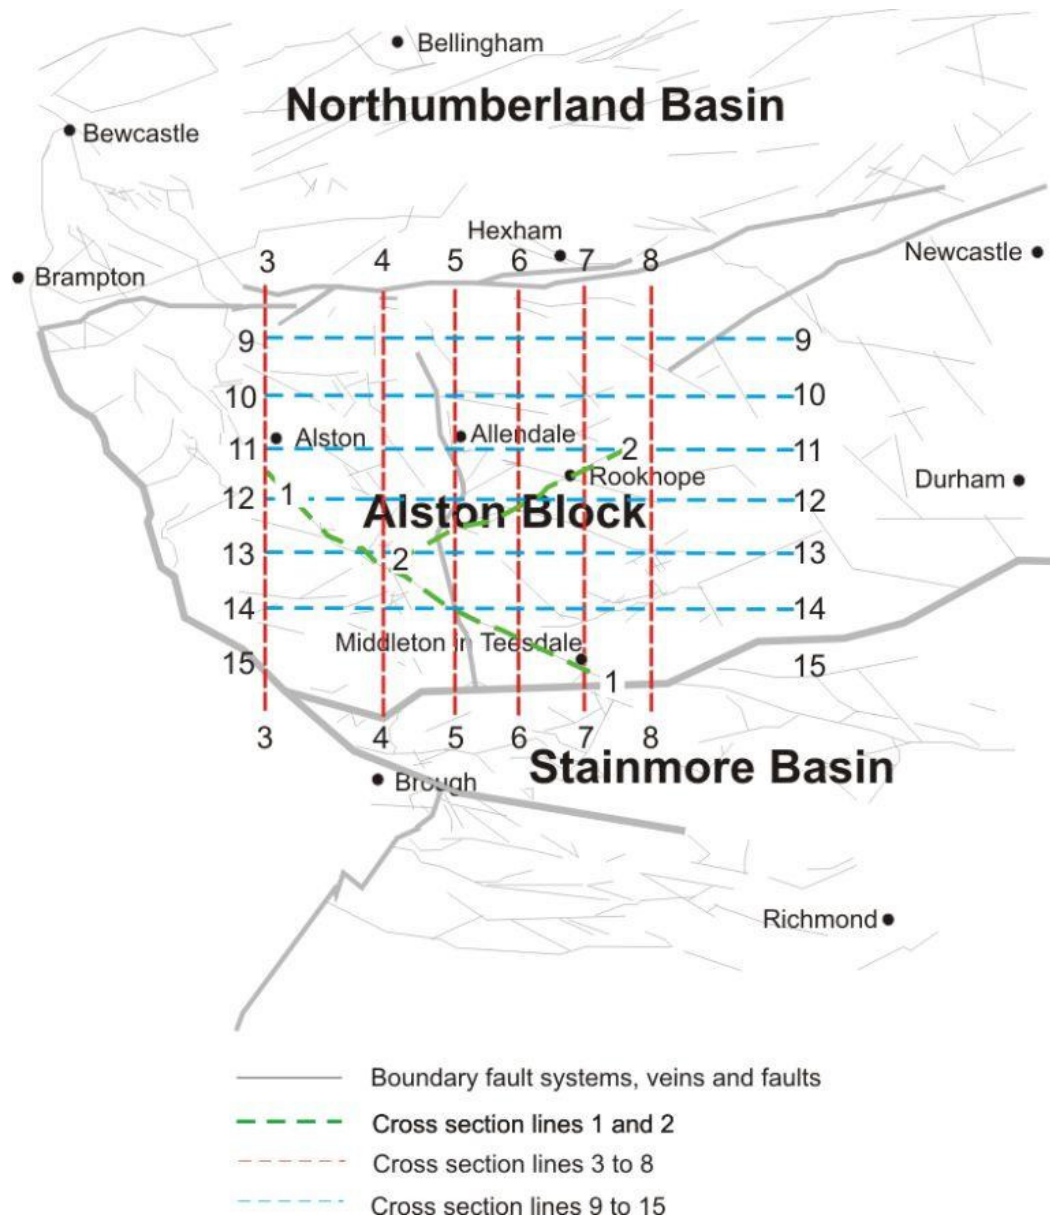 Bellingham
Northumberland Basin
Bewcastle
Hexham
Newcastle
3 4 5 6 7 8
Brampton
9 9
10 10
Alston Allendale
11 2 11
Rookhope
Durham
1
12 12
Alston Block
13 2 13
14 14
Middleton in Teesdale
15 15
1
3 4 5 6 7 8
Stainmore Basin
Brough
Richmond
Boundary fault systems, veins and faults
Cross section lines 1 and 2
Cross section lines 3 to 8
Cross section lines 9 to 15